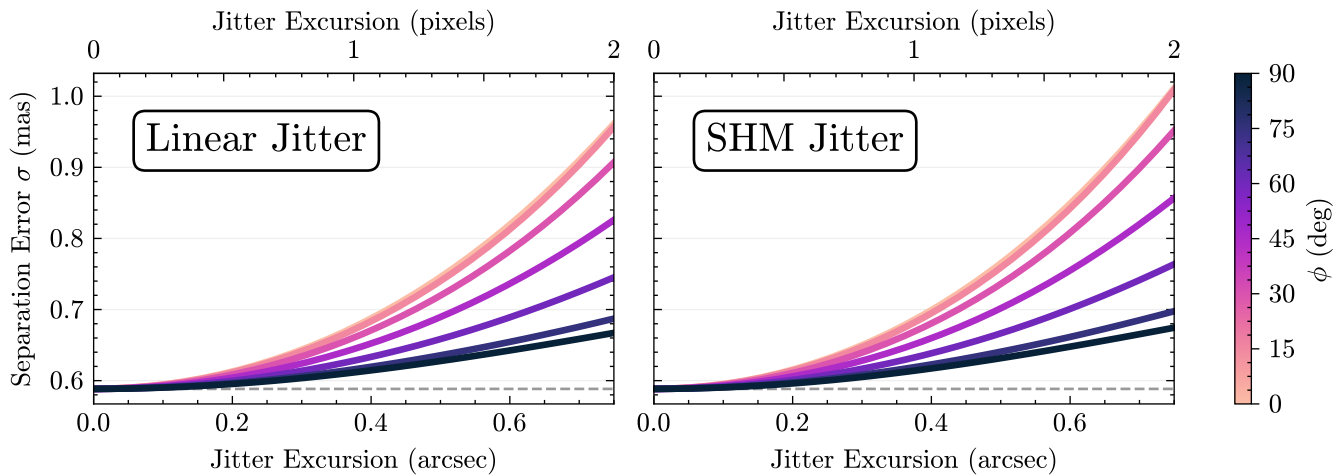 Jitter Excursion (pixels) Jitter Excursion (pixels)
0 1 2 0 1 2
Linear Jitter SHM Jitter
Separation Error σ (mas)
1.0
0.9
0.8
0.7
0.6
0.0 0.2 0.4 0.6 0.0 0.2 0.4 0.6
Jitter Excursion (arcsec) Jitter Excursion (arcsec)
90
75
60
45
30
15
0
ϕ (deg)